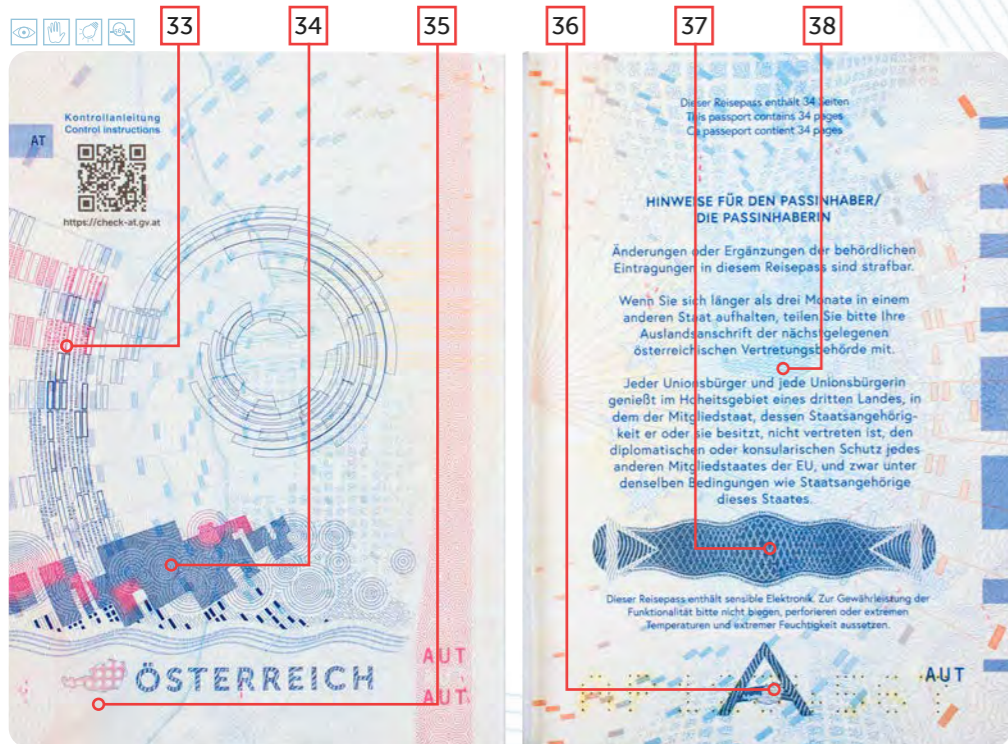 33
34
35
36
37
38
Kontrollanleitung
Control instructions
AT
https://check-at.gv.at
ÖSTERREICH
AUT
AUT
Dieser Reisepass enthält 34 Seiten
This passport contains 34 pages
Ce passeport contient 34 pages
HINWEISE FÜR DEN PASSINHABER/
DIE PASSINHABERIN
Änderungen oder Ergänzungen der behördlichen
Eintragungen in diesem Reisepass sind strafbar.
Wenn Sie sich länger als drei Monate in einem
anderen Staat aufhalten, teilen Sie bitte Ihre
Auslandsanschrift der nächstgelegenen
österreichischen Vertretungsbehörde mit.
Jeder Unionsbürger und jede Unionsbürgerin
genießt im Hoheitsgebiet eines dritten Landes, in
dem der Mitgliedstaat, dessen Staatsangehörig-
keit er oder sie besitzt, nicht vertreten ist, den
diplomatischen oder konsularischen Schutz jedes
anderen Mitgliedstaates der EU, und zwar unter
denselben Bedingungen wie Staatsangehörige
dieses Staates.
Dieser Reisepass enthält sensible Elektronik. Zur Gewährleistung der
Funktionalität bitte nicht biegen, perforieren oder extremen
Temperaturen und extremer Feuchtigkeit aussetzen.
A
AUT